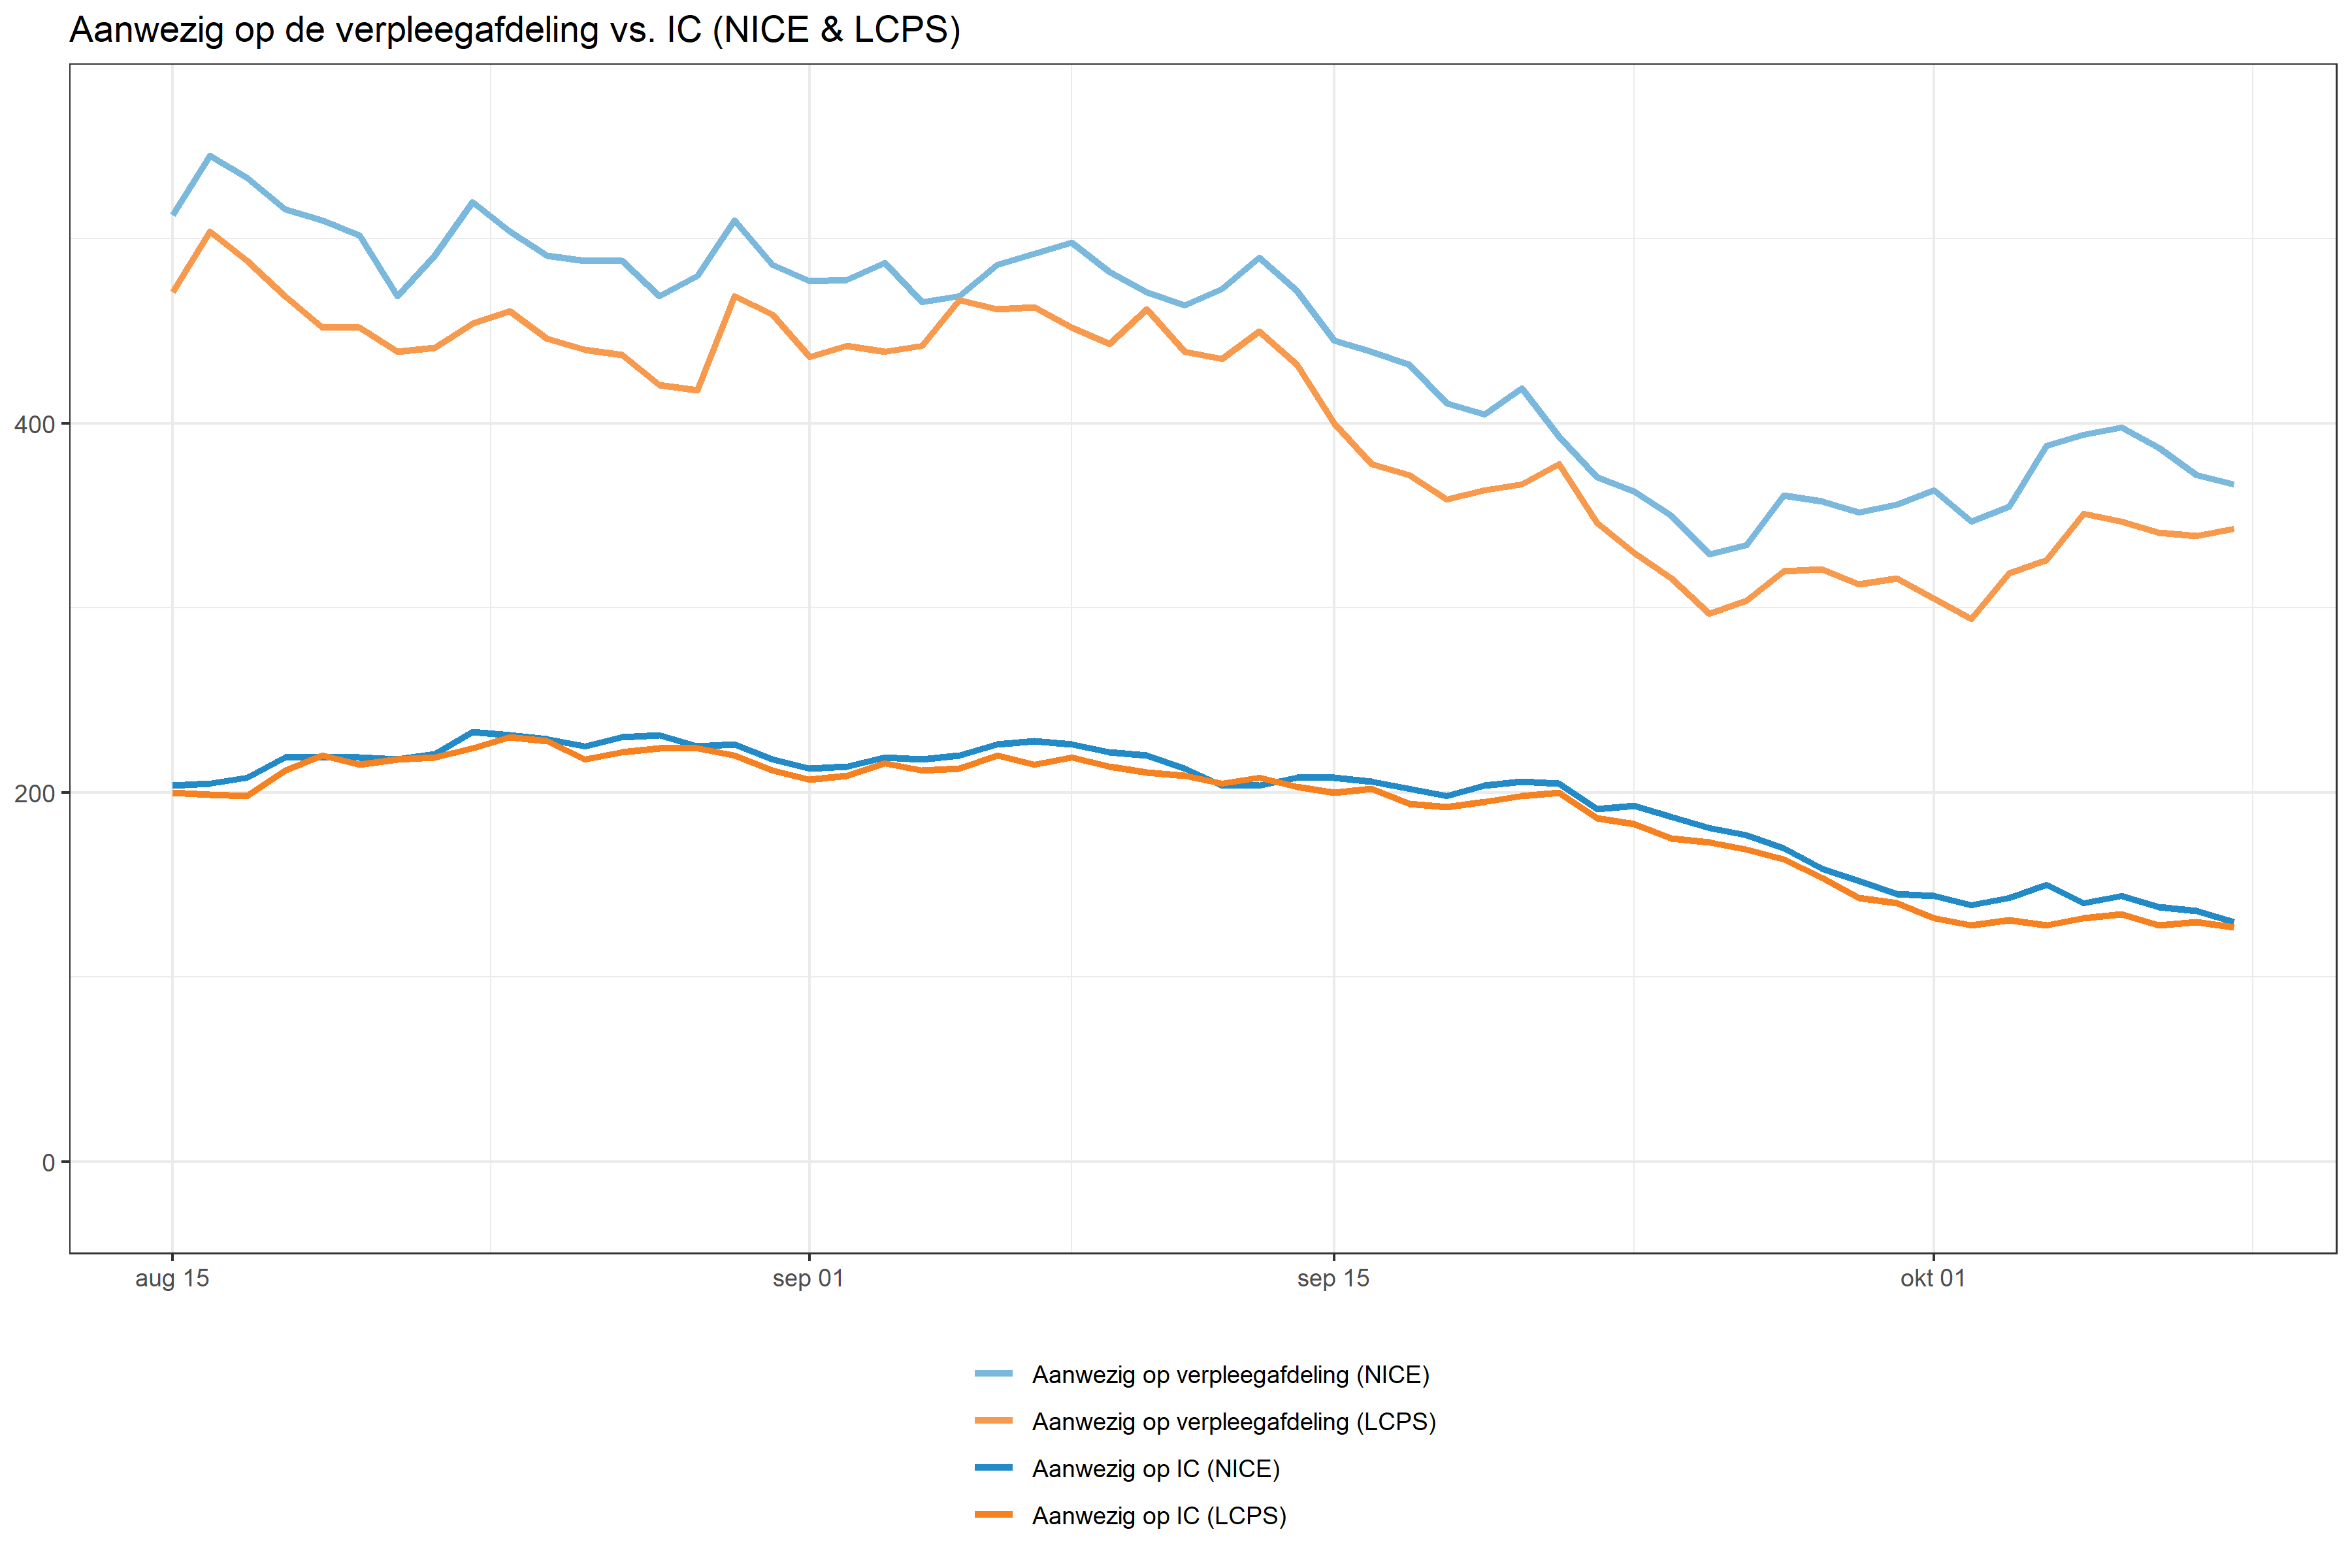 Aanwezig op de verpleegafdeling vs. IC (NICE & LCPS)
400
200
0
aug 15 sep 01 sep 15 okt 01
Aanwezig op verpleegafdeling (NICE)
Aanwezig op verpleegafdeling (LCPS)
Aanwezig op IC (NICE)
Aanwezig op IC (LCPS)